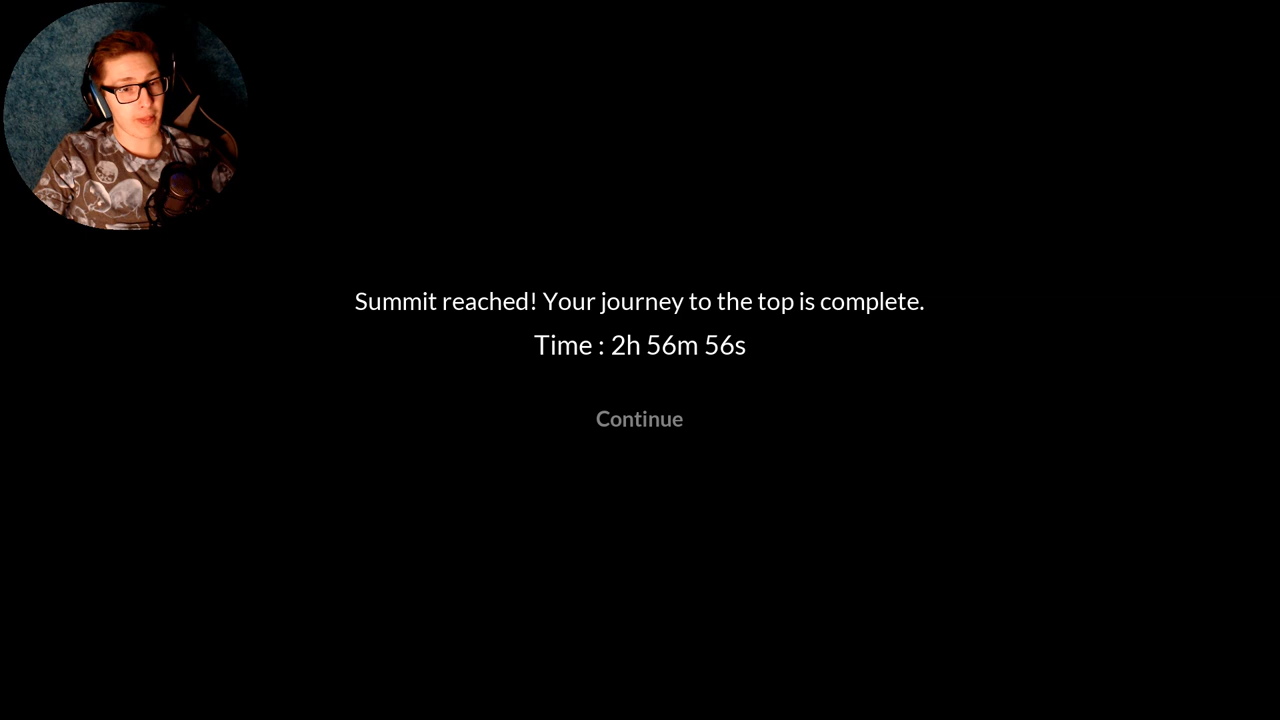 Summit reached! Your journey to the top is complete.
Time : 2h 56m 56s
Continue